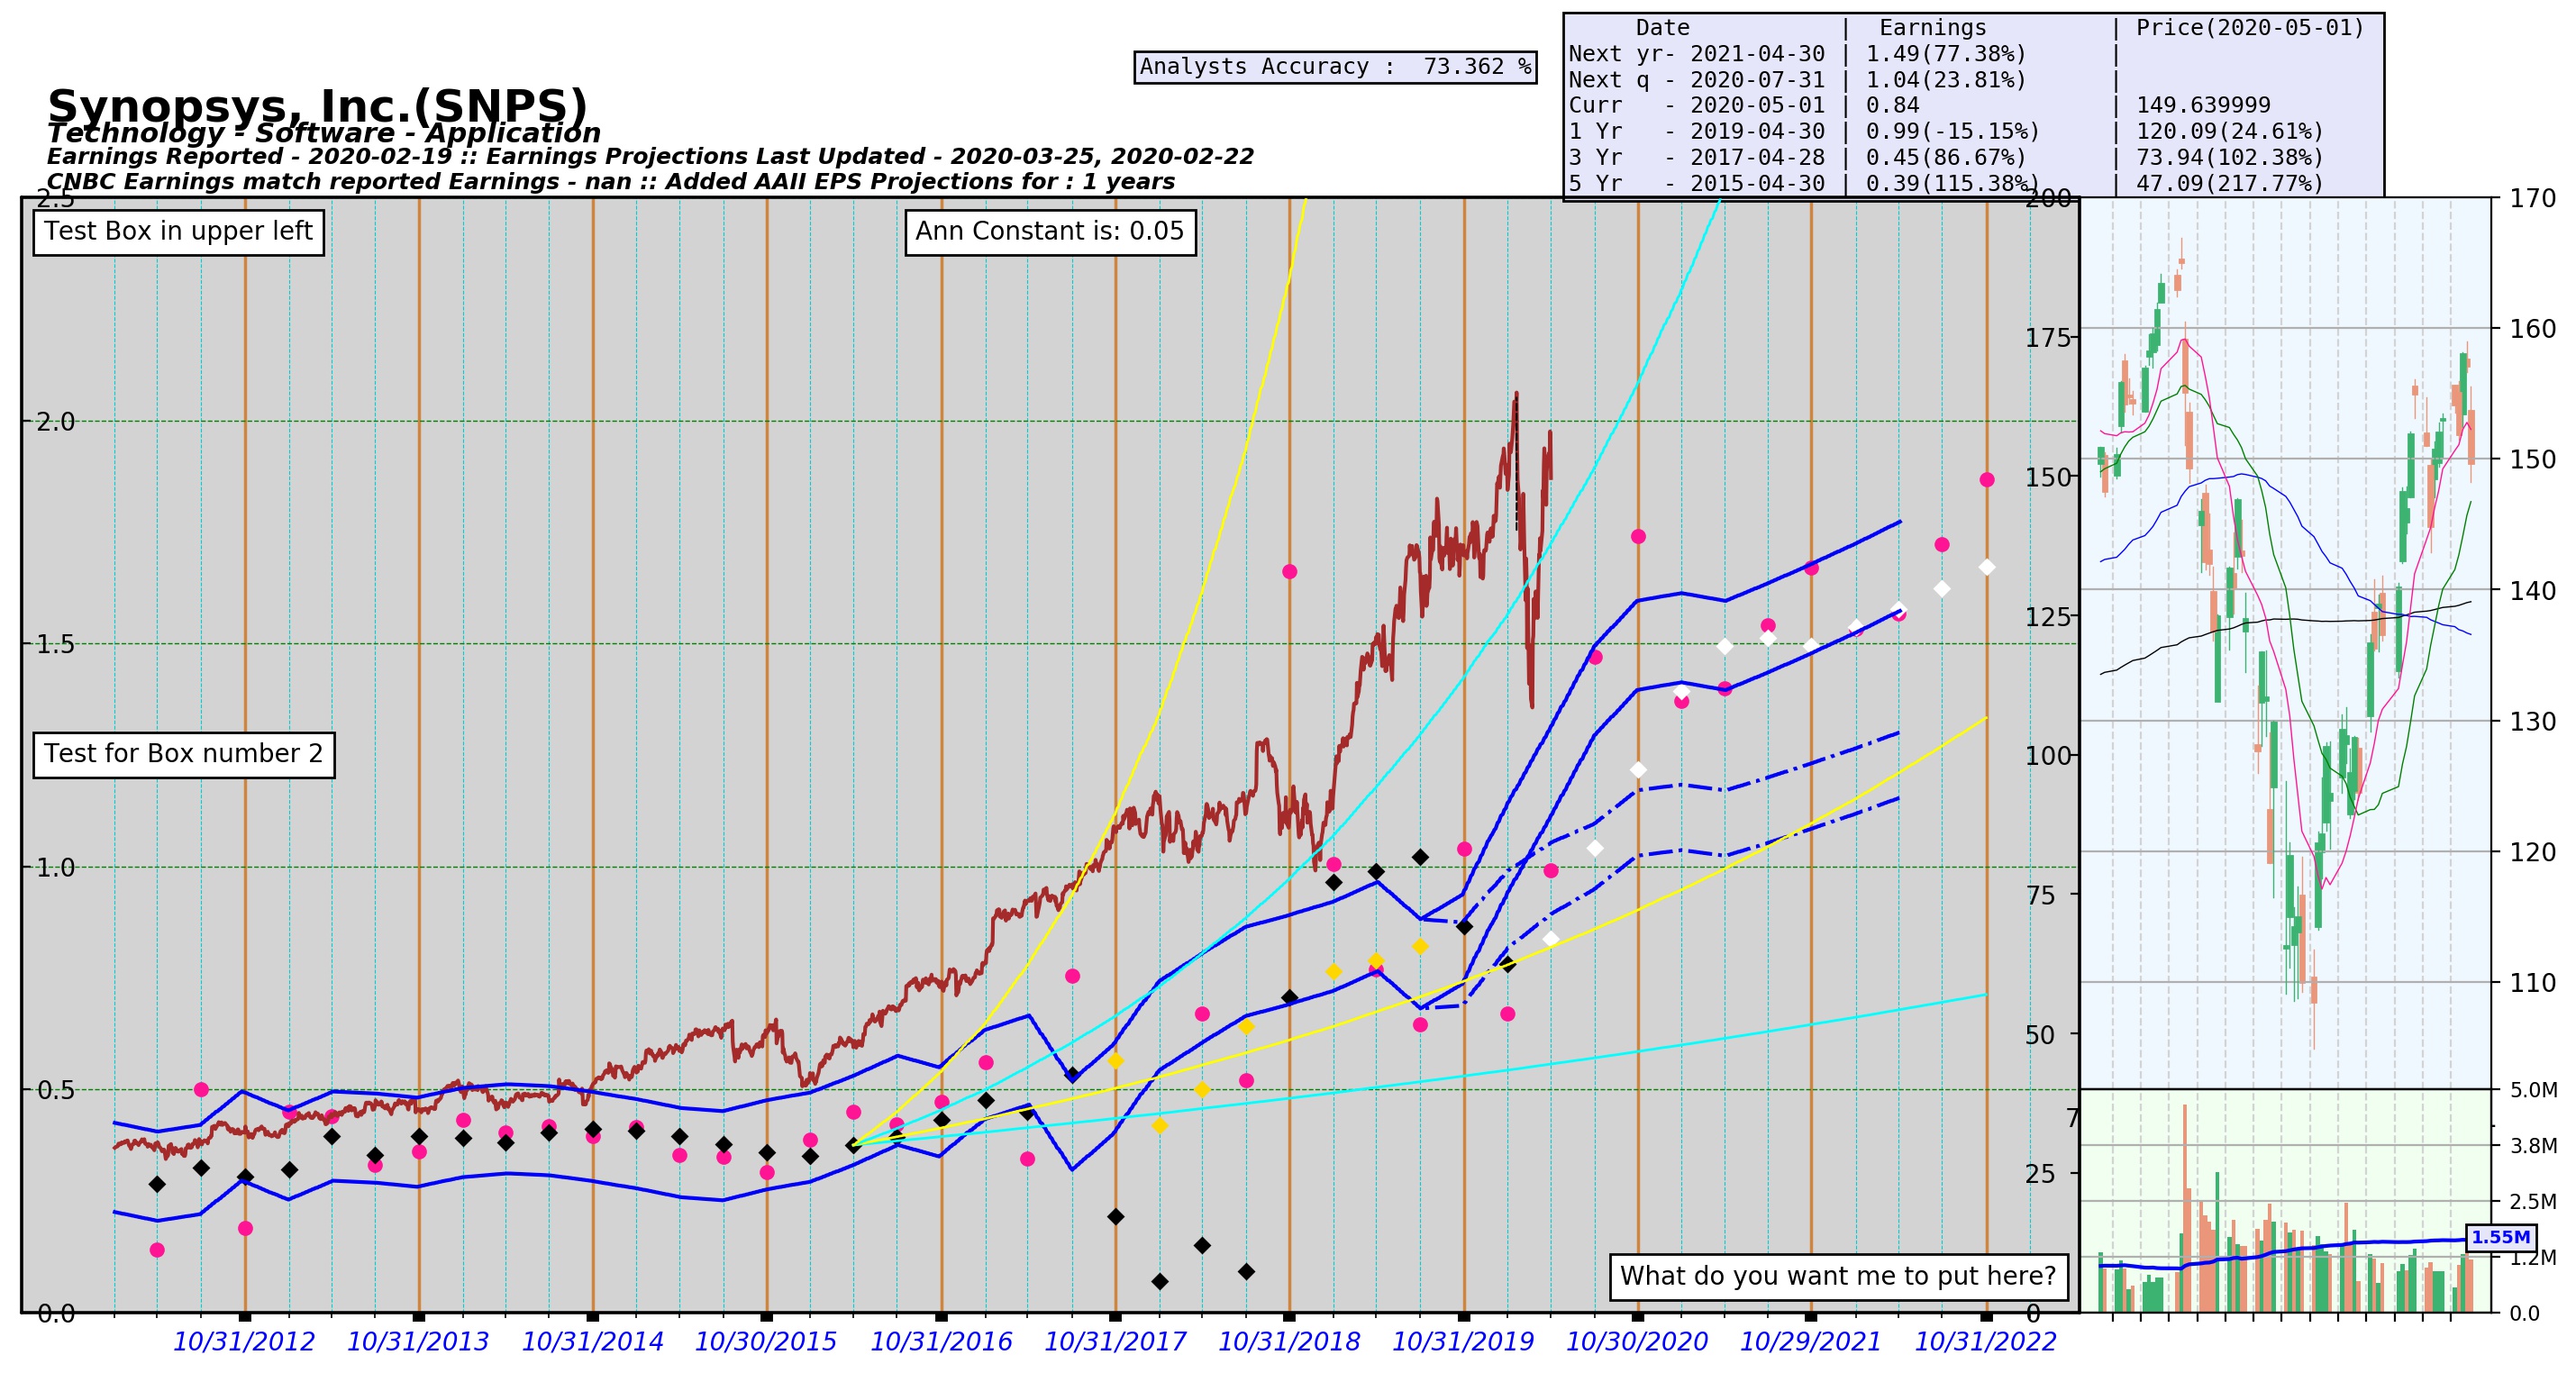 Date | Earnings | Price(2020-05-01)
Next yr- 2021-04-30 | 1.49(77.38%) |
Analysts Accuracy : 73.362 %
Next q - 2020-07-31 | 1.04(23.81%) |
Curr - 2020-05-01 | 0.84 | 149.639999
1 Yr - 2019-04-30 | 0.99(-15.15%) | 120.09(24.61%)
3 Yr - 2017-04-28 | 0.45(86.67%) | 73.94(102.38%)
5 Yr - 2015-04-30 | 0.39(115.38%) | 47.09(217.77%)
Synopsys, Inc.(SNPS)
Technology - Software - Application
Earnings Reported - 2020-02-19 :: Earnings Projections Last Updated - 2020-03-25, 2020-02-22
CNBC Earnings match reported Earnings - nan :: Added AAII EPS Projections for : 1 years
2.5
2.0
1.5
1.0
0.5
0.0
Test Box in upper left
Ann Constant is: 0.05
Test for Box number 2
What do you want me to put here?
200
175
150
125
100
75
50
25
0
7
170
160
150
140
130
120
110
5.0M
3.8M
2.5M
1.55M
1.2M
0.0
10/31/2012 10/31/2013 10/31/2014 10/30/2015 10/31/2016 10/31/2017 10/31/2018 10/31/2019 10/30/2020 10/29/2021 10/31/2022